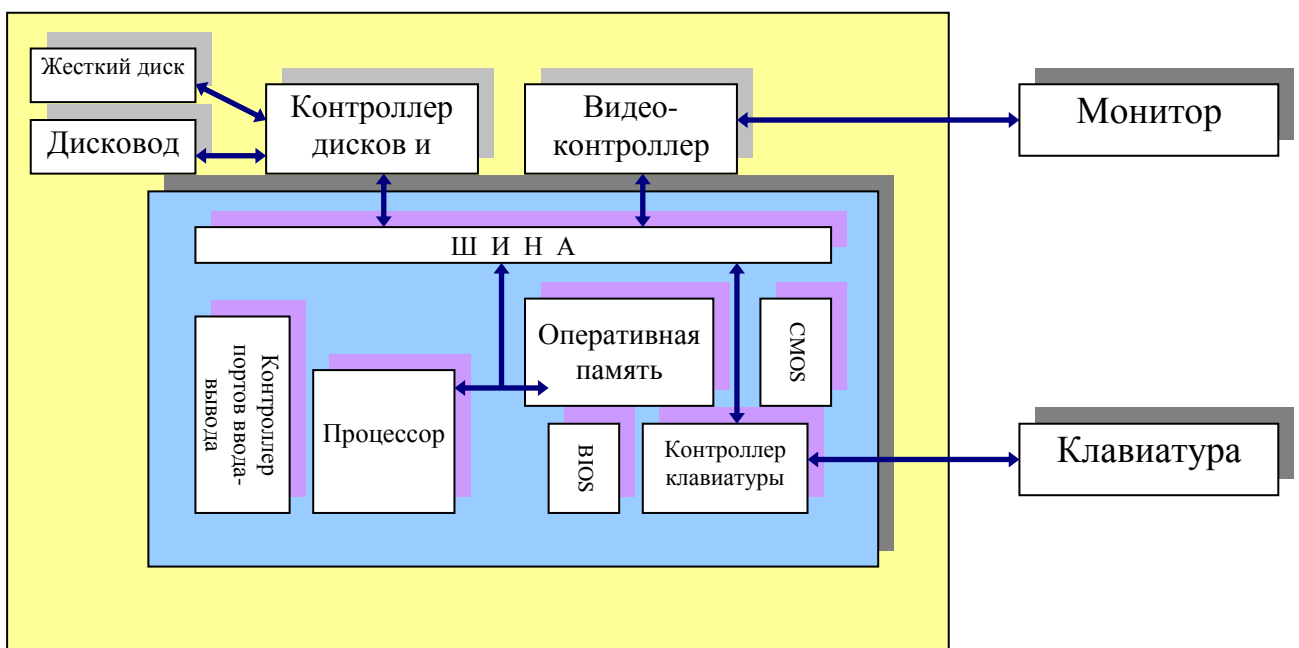 Жесткий диск
Дисковод
Контроллер
дисков и
Видео-
контроллер
Монитор
Ш И Н А
Контроллер
портов ввода-
вывода
Процессор
Оперативная
память
CMOS
BIOS
Контроллер
клавиатуры
Клавиатура